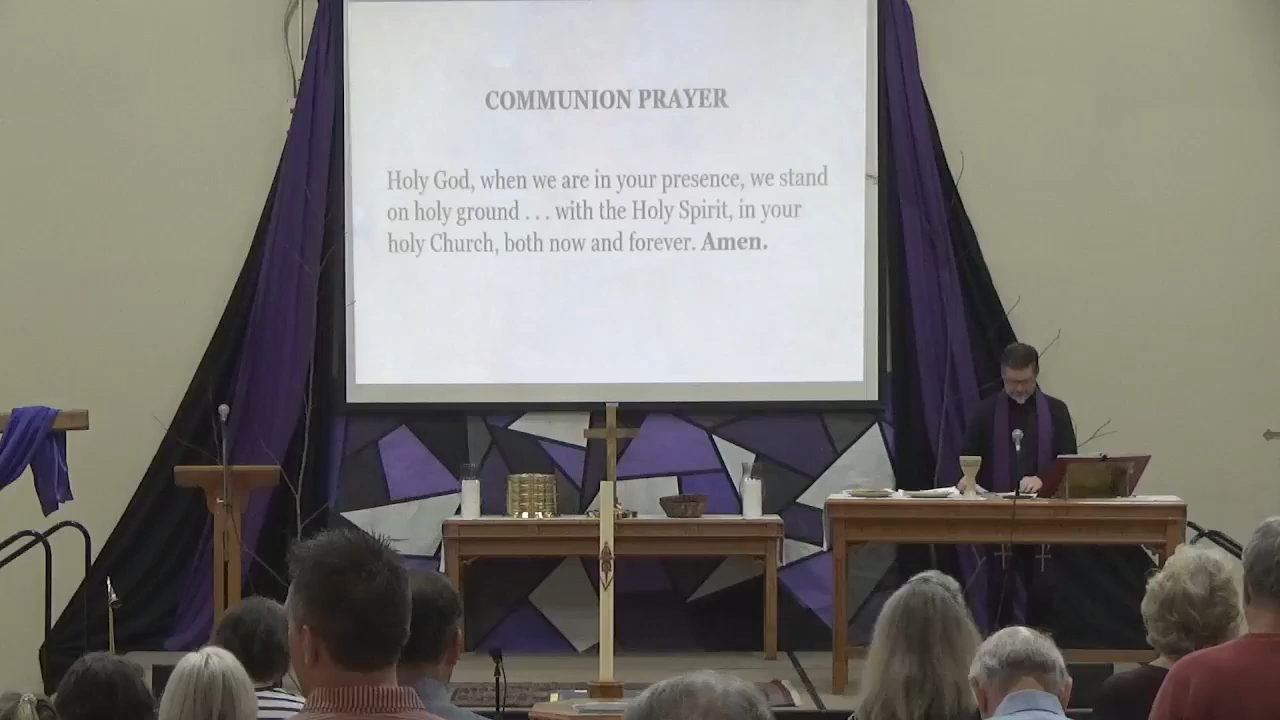 COMMUNION PRAYER
Holy God, when we are in your presence, we stand
on holy ground . . . with the Holy Spirit, in your
holy Church, both now and forever. Amen.